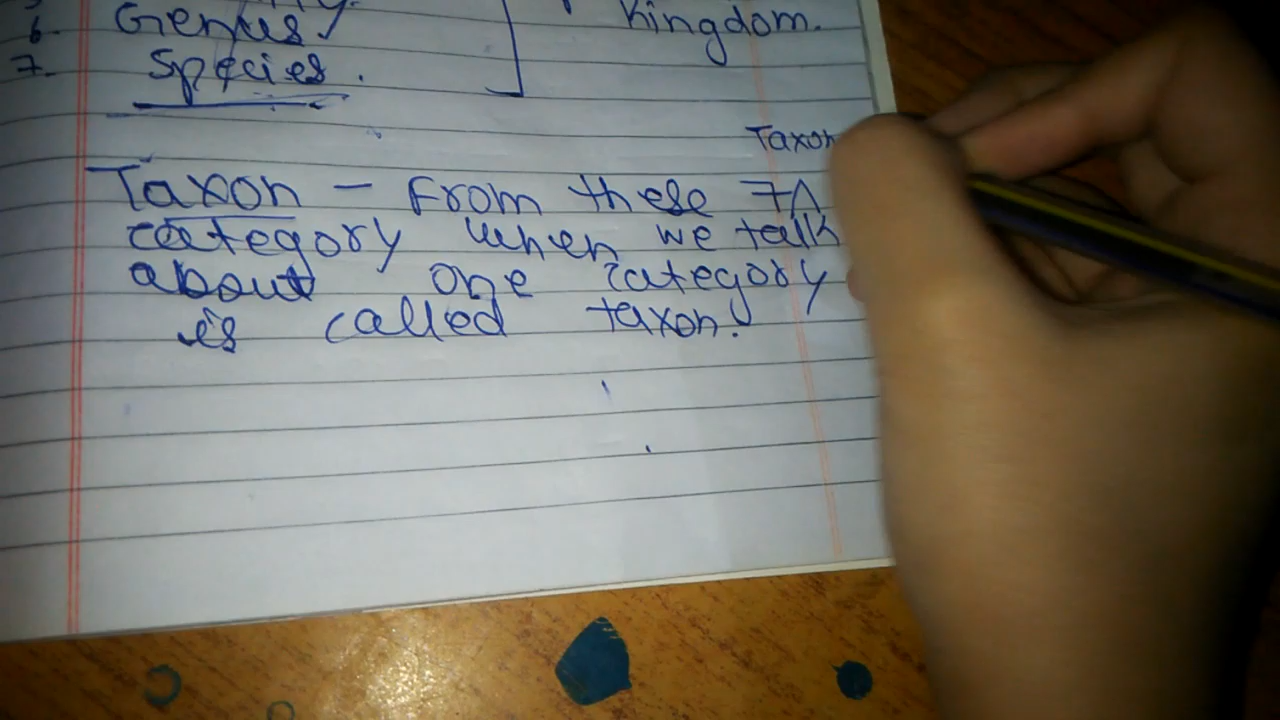 6. Genus
Kingdom.
7. Species.
Taxon
Taxon - From these 7
category when we talk
about one category
is called taxon.